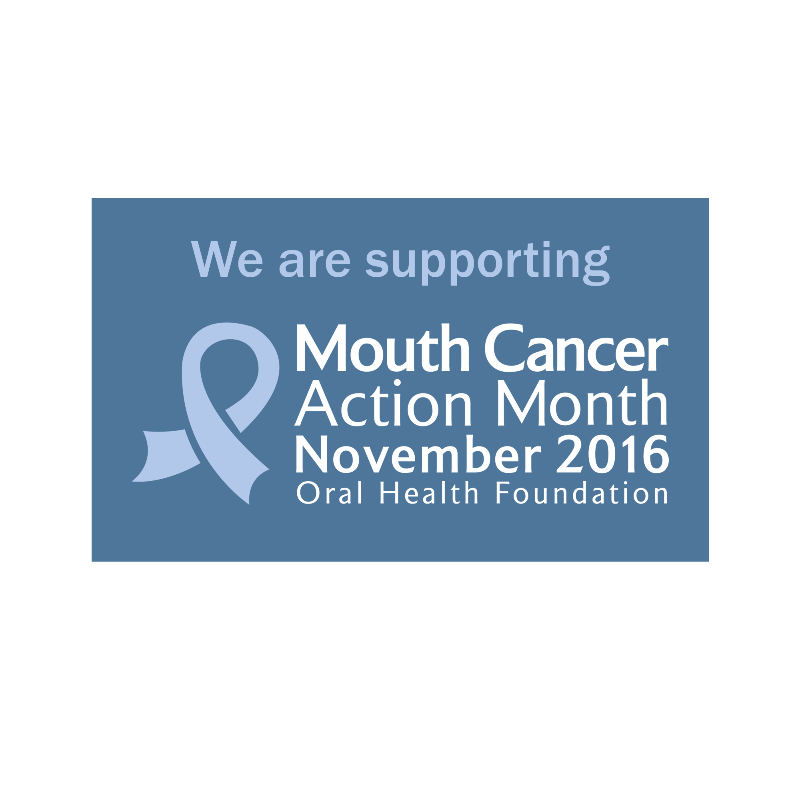 We are supporting
Mouth Cancer
Action Month
November 2016
Oral Health Foundation